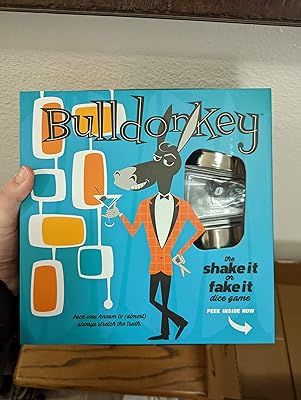 Bulldonkey
the
shake it
or
fake it
dice game
PEEK INSIDE NOW
Jack was known to (almost)
always stretch the truth.